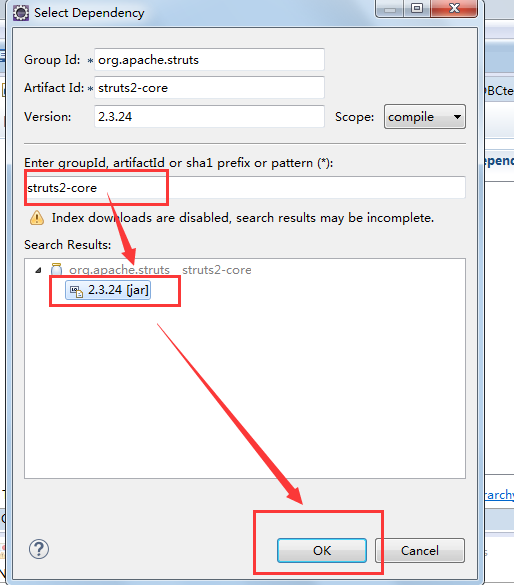 Select Dependency
Group Id: * org.apache.struts
Artifact Id: * struts2-core
Version: 2.3.24 Scope: compile
Enter groupId, artifactId or sha1 prefix or pattern (*):
struts2-core
Index downloads are disabled, search results may be incomplete.
Search Results:
org.apache.struts struts2-core
2.3.24 [jar]
OK Cancel